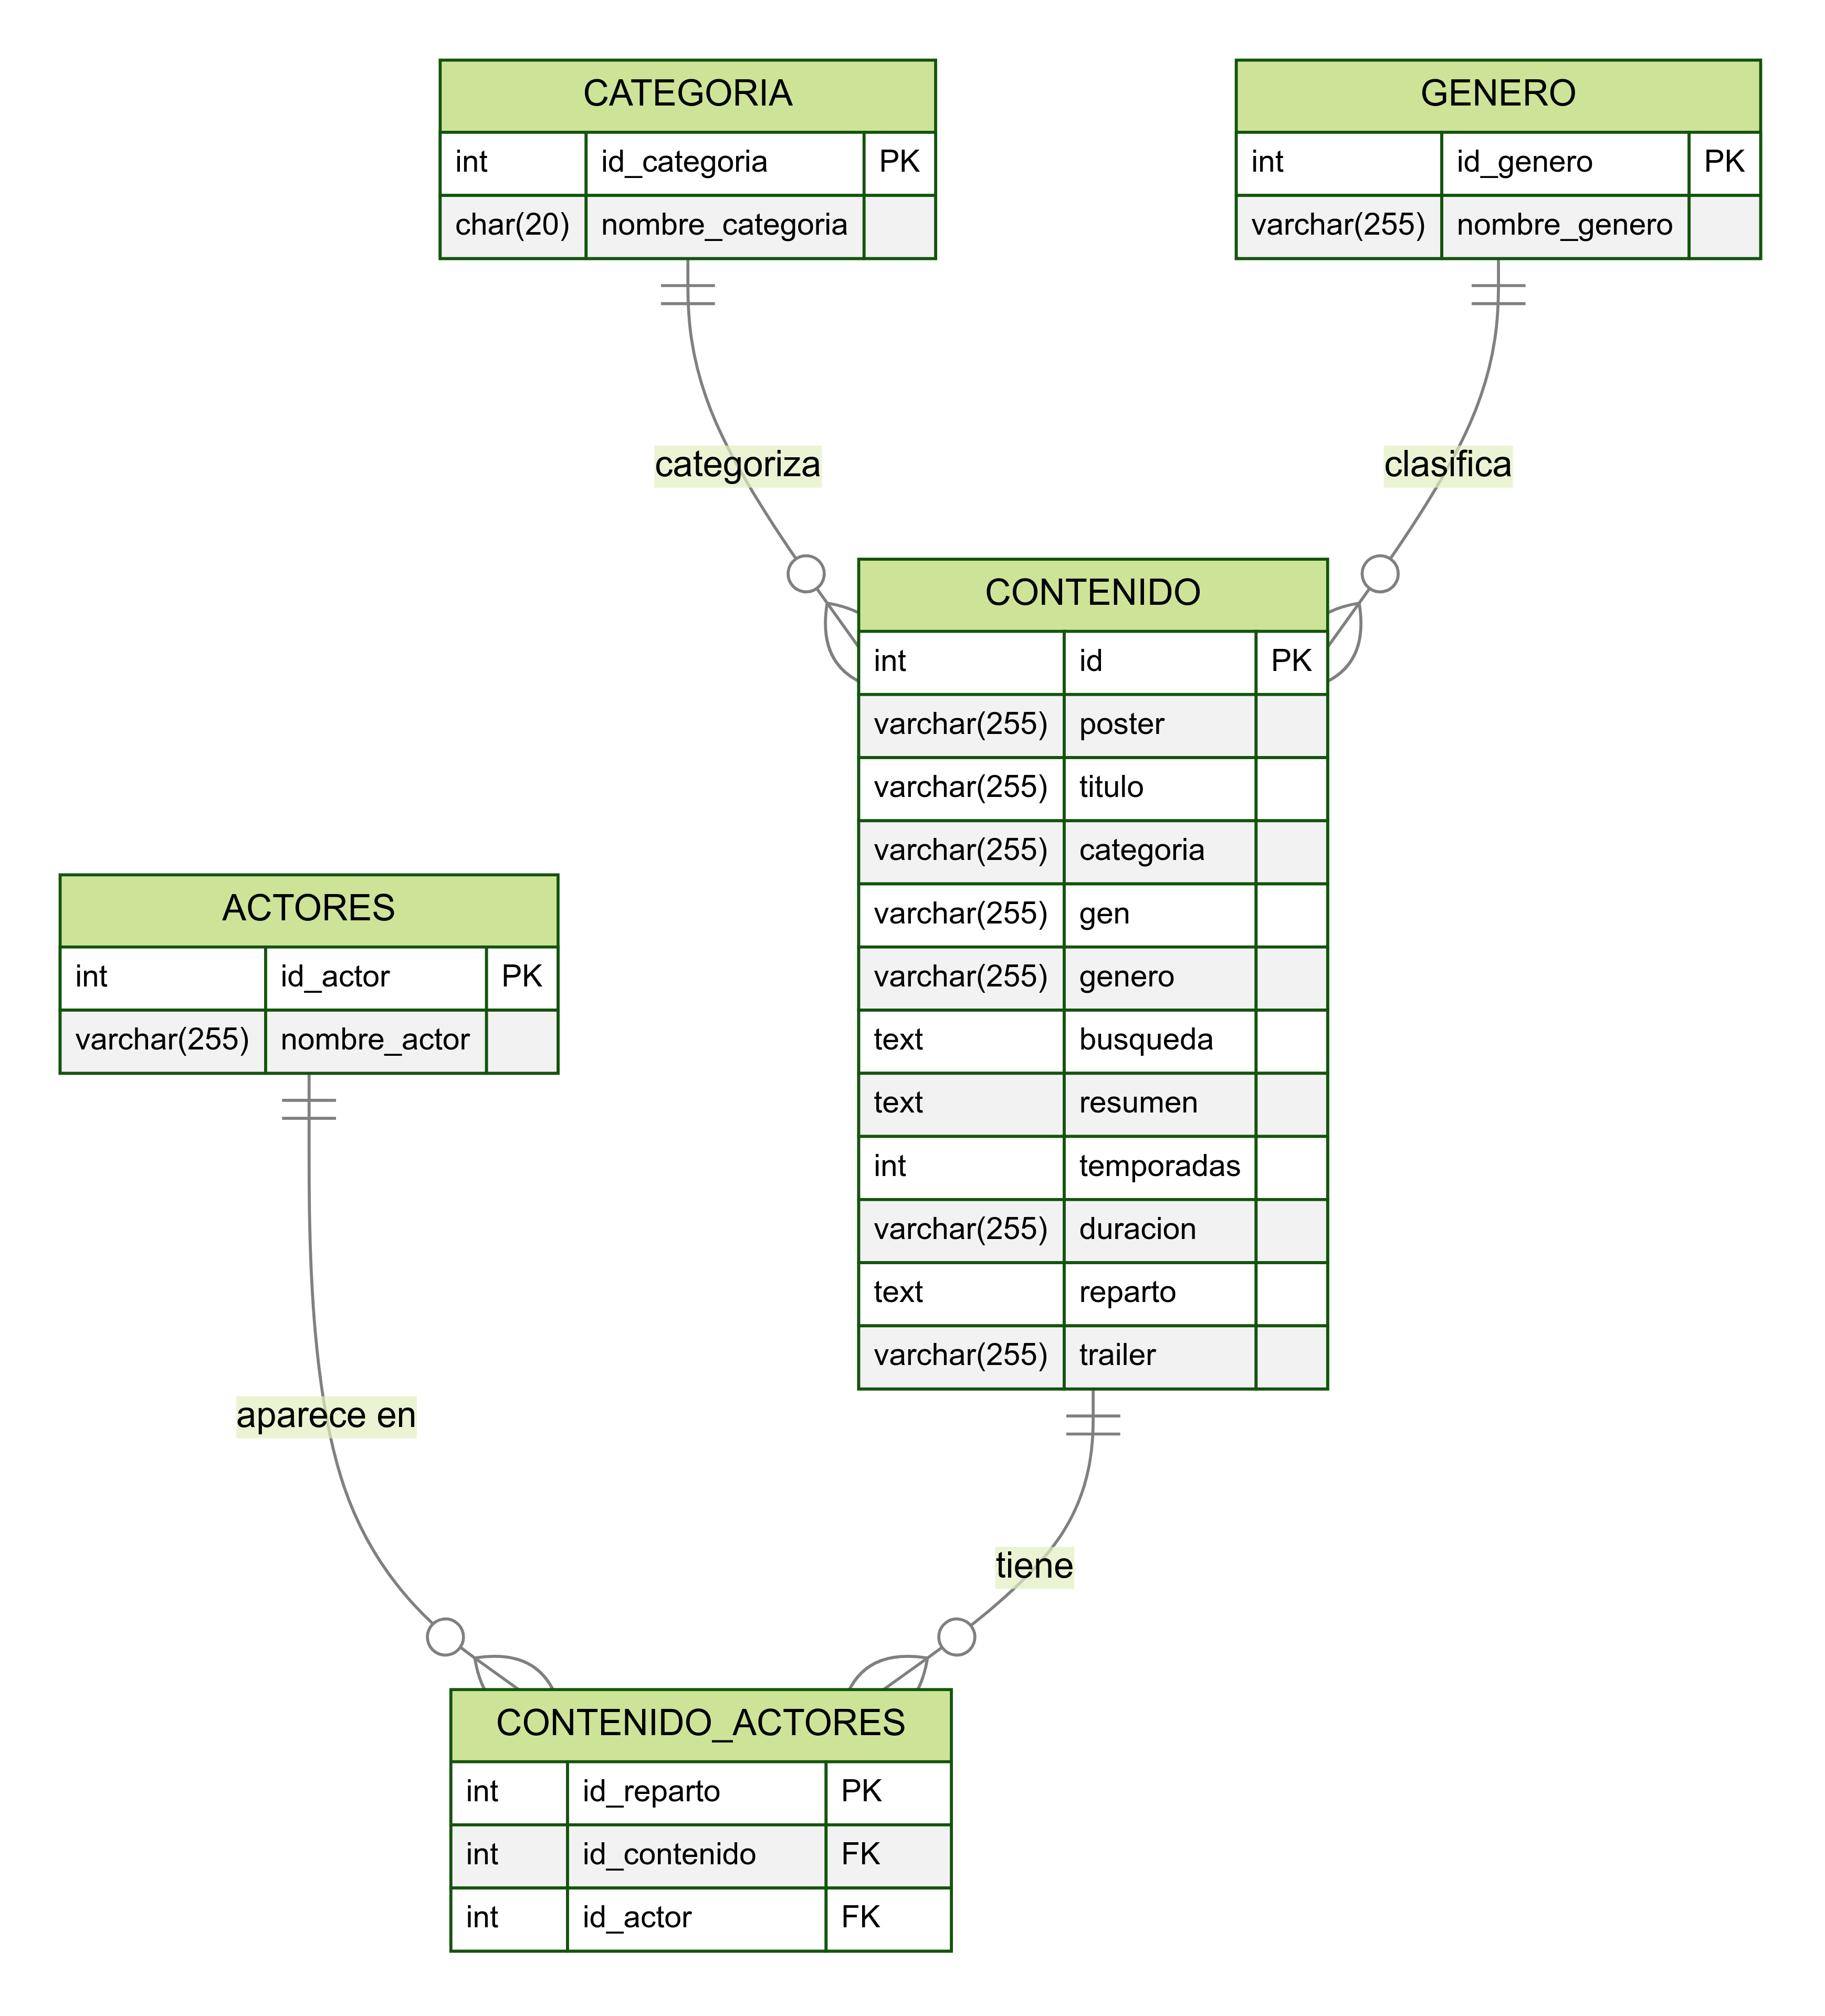 CATEGORIA
int id_categoria PK
char(20) nombre_categoria
GENERO
int id_genero PK
varchar(255) nombre_genero
categoriza
clasifica
CONTENIDO
int id PK
varchar(255) poster
varchar(255) titulo
varchar(255) categoria
varchar(255) gen
varchar(255) genero
text busqueda
text resumen
int temporadas
varchar(255) duracion
text reparto
varchar(255) trailer
ACTORES
int id_actor PK
varchar(255) nombre_actor
aparece en
tiene
CONTENIDO_ACTORES
int id_reparto PK
int id_contenido FK
int id_actor FK